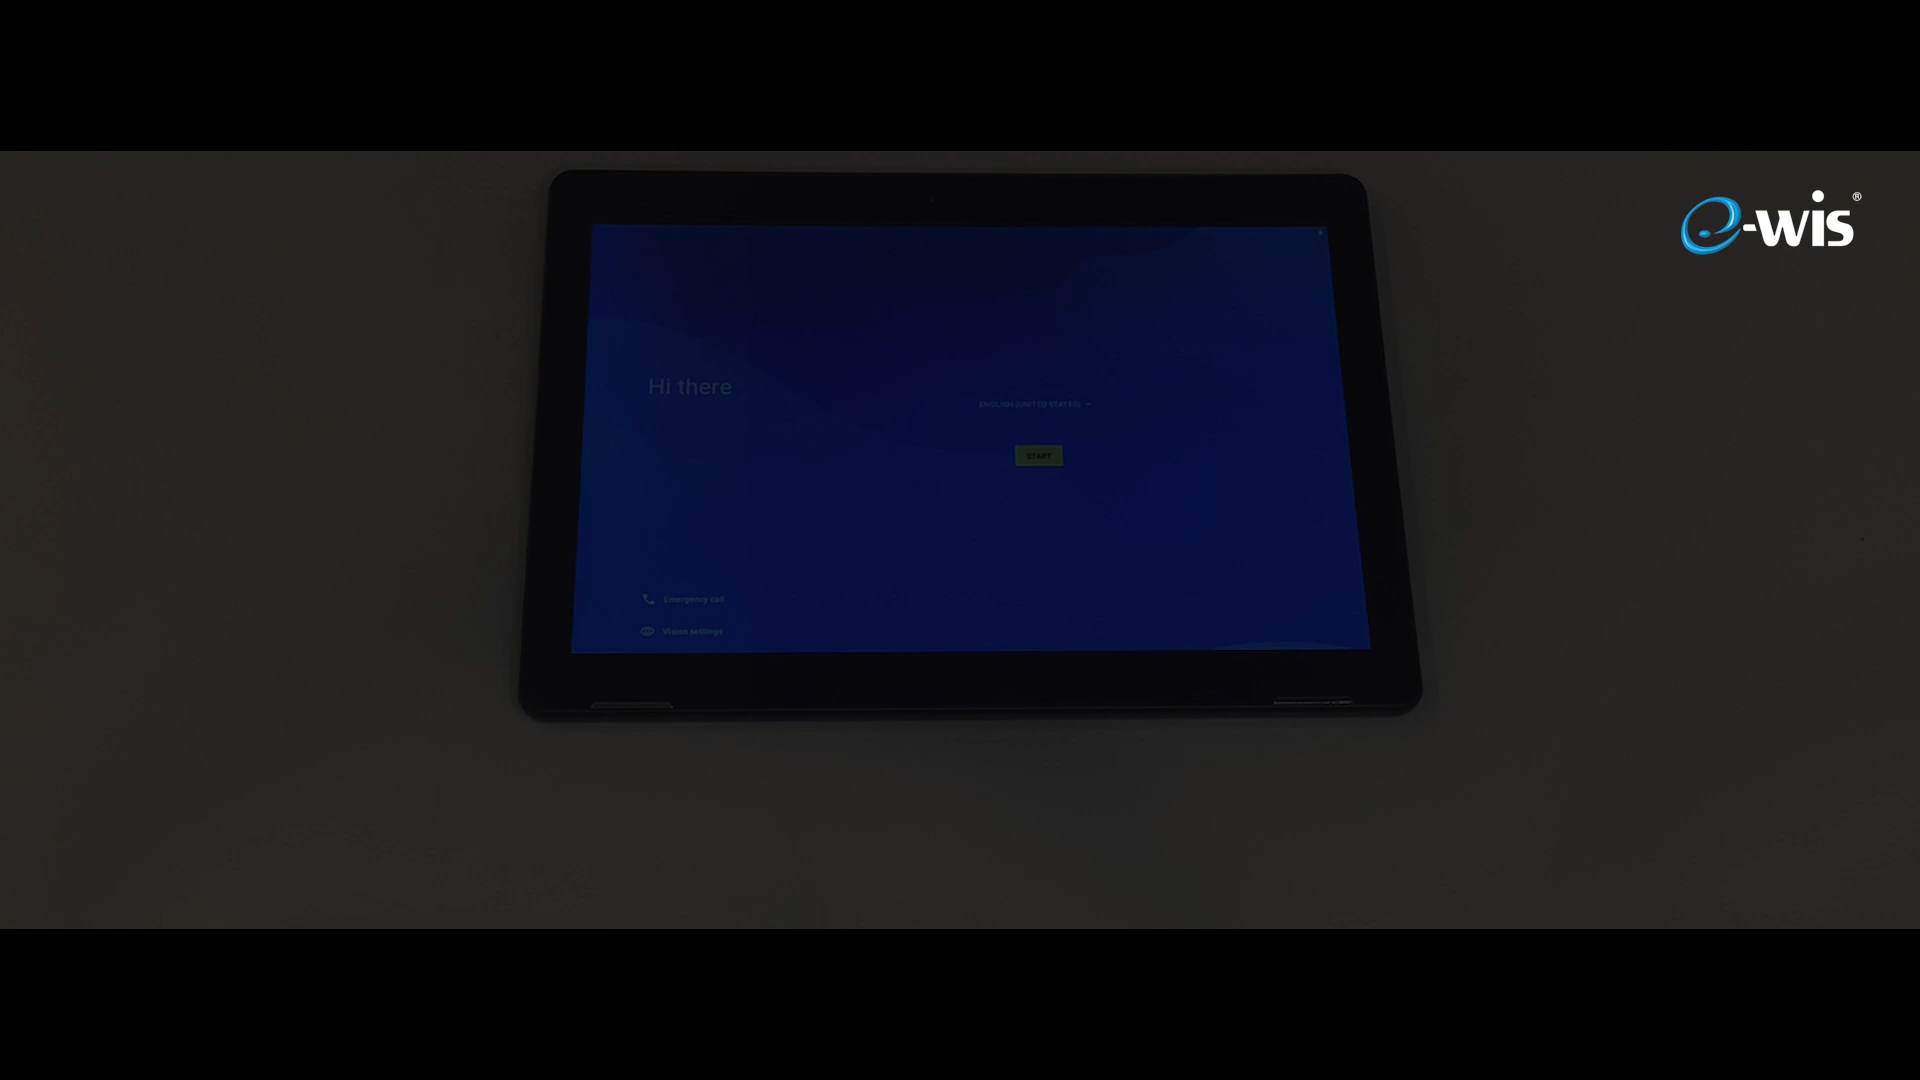 e-wis®
Hi there
ENGLISH (UNITED STATES)
START
Emergency call
Vision settings